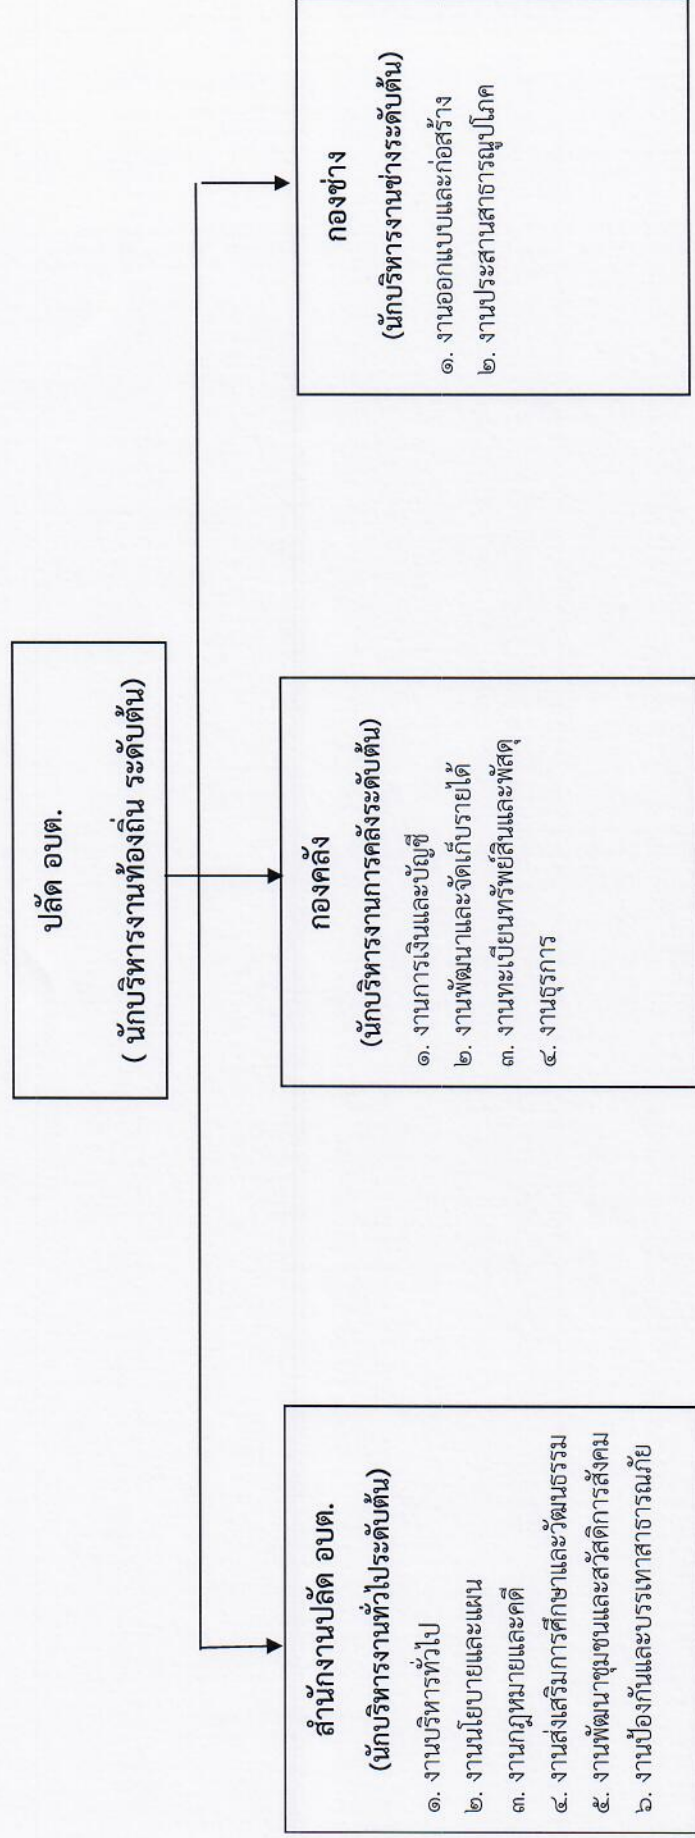 ปลัด อบต.
( นักบริหารงานท้องถิ่น ระดับต้น)
สำนักงานปลัด อบต.
(นักบริหารงานทั่วไประดับต้น)
๑. งานบริหารทั่วไป
๒. งานนโยบายและแผน
๓. งานกฎหมายและคดี
๔. งานส่งเสริมการศึกษาและวัฒนธรรม
๕. งานพัฒนาชุมชนและสวัสดิการสังคม
๖. งานป้องกันและบรรเทาสาธารณภัย
กองคลัง
(นักบริหารงานการคลังระดับต้น)
๑. งานการเงินและบัญชี
๒. งานพัฒนาและจัดเก็บรายได้
๓. งานทะเบียนทรัพย์สินและพัสดุ
๔. งานธุรการ
กองช่าง
(นักบริหารงานช่างระดับต้น)
๑. งานออกแบบและก่อสร้าง
๒. งานประสานสาธารณูปโภค